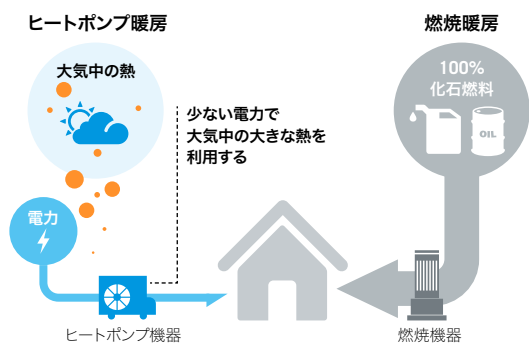 ヒートポンプ暖房
燃焼暖房
大気中の熱
100%
化石燃料
OIL
少ない電力で
大気中の大きな熱を
利用する
電力
ヒートポンプ機器
燃焼機器